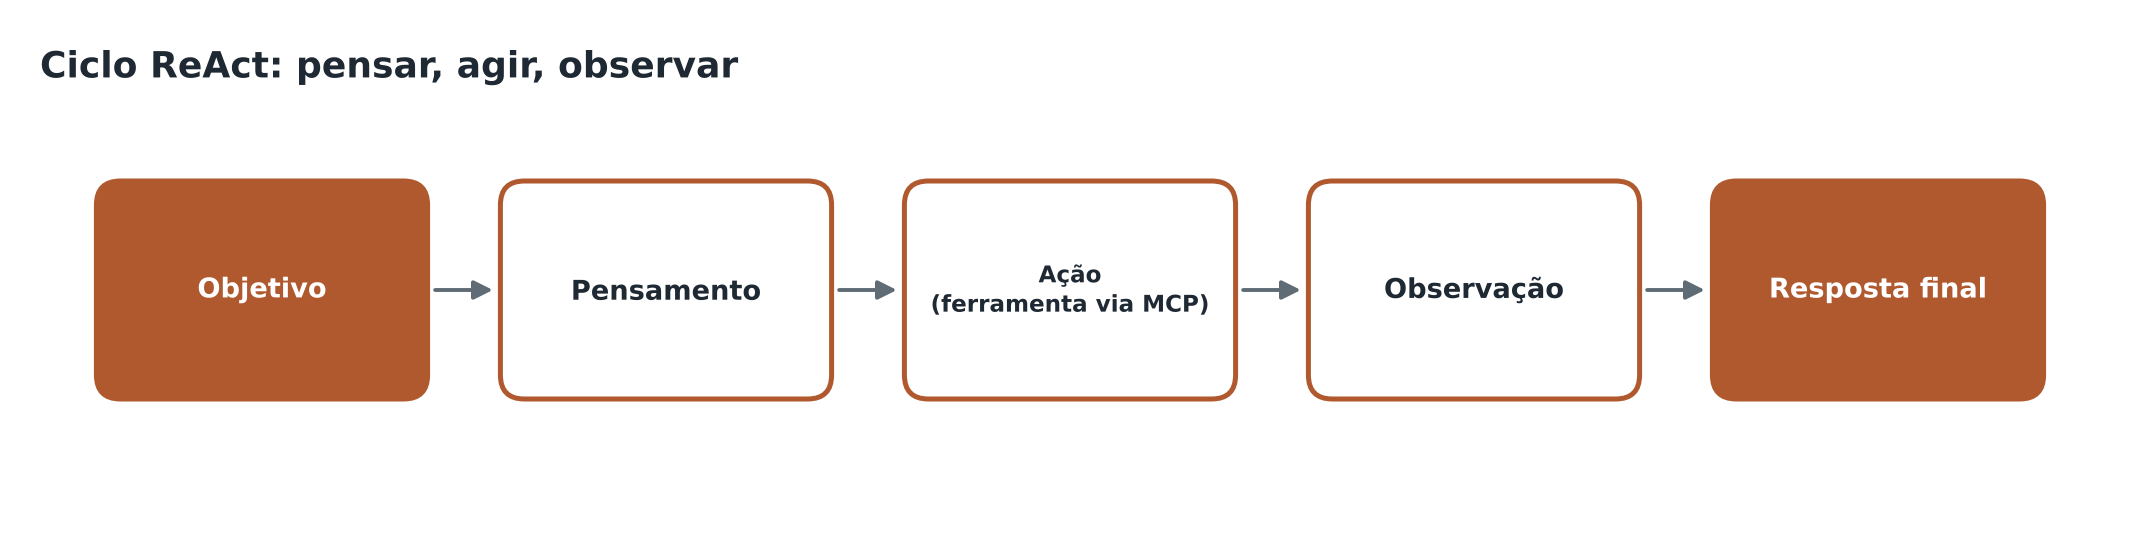 Ciclo ReAct: pensar, agir, observar
Objetivo
Pensamento
Ação
(ferramenta via MCP)
Observação
Resposta final